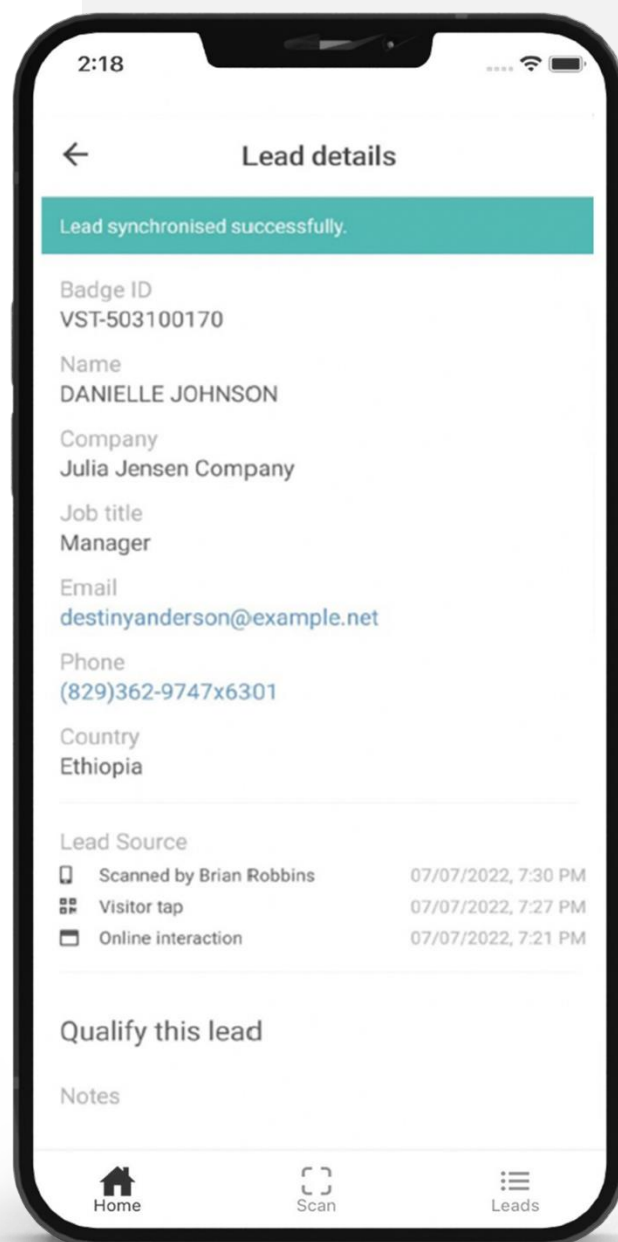 2:18
Lead details
Lead synchronised successfully.
Badge ID
VST-503100170
Name
DANIELLE JOHNSON
Company
Julia Jensen Company
Job title
Manager
Email
destinyanderson@example.net
Phone
(829)362-9747x6301
Country
Ethiopia
Lead Source
Scanned by Brian Robbins 07/07/2022, 7:30 PM
Visitor tap 07/07/2022, 7:27 PM
Online interaction 07/07/2022, 7:21 PM
Qualify this lead
Notes
Home Scan Leads